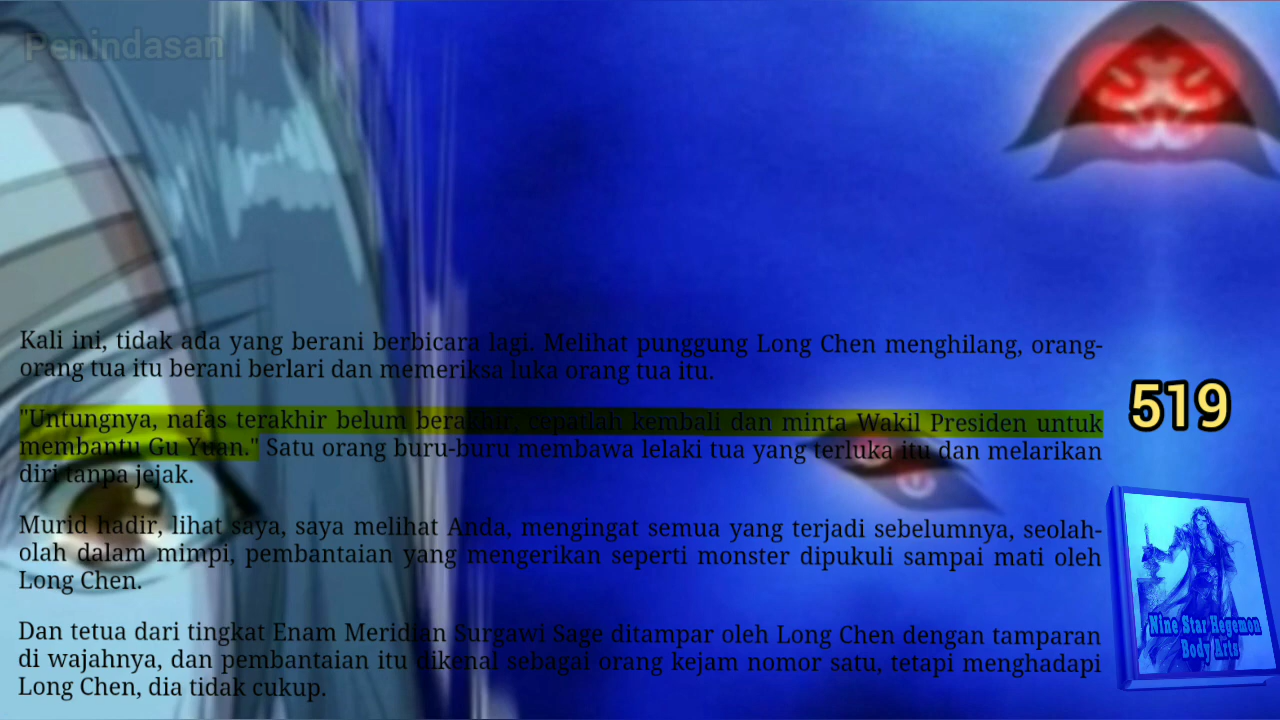 Penindasan
Kali ini, tidak ada yang berani berbicara lagi. Melihat punggung Long Chen menghilang, orang-
orang tua itu berani berlari dan memeriksa luka orang tua itu.
"Untungnya, nafas terakhir belum berakhir, cepatlah kembali dan minta Wakil Presiden untuk
membantu Gu Yuan." Satu orang buru-buru membawa lelaki tua yang terluka itu dan melarikan
diri tanpa jejak.
519
Murid hadir, lihat saya, saya melihat Anda, mengingat semua yang terjadi sebelumnya, seolah-
olah dalam mimpi, pembantaian yang mengerikan seperti monster dipukuli sampai mati oleh
Long Chen.
Dan tetua dari tingkat Enam Meridian Surgawi Sage ditampar oleh Long Chen dengan tamparan
di wajahnya, dan pembantaian itu dikenal sebagai orang kejam nomor satu, tetapi menghadapi
Long Chen, dia tidak cukup.
Nine Star Hegemon
Body Arts